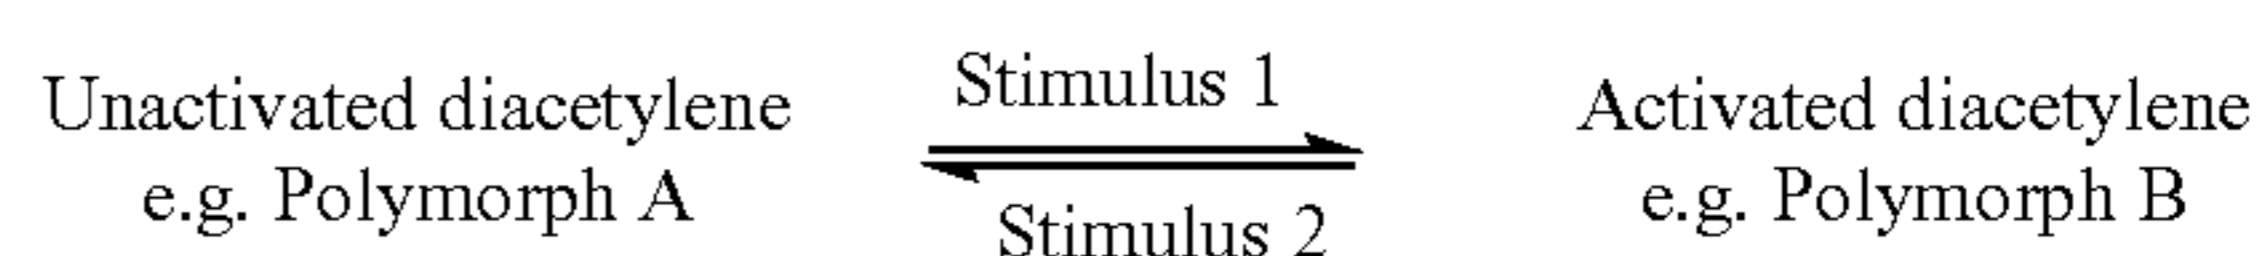 Unactivated diacetylene
e.g. Polymorph A
Stimulus 1
Stimulus 2
Activated diacetylene
e.g. Polymorph B